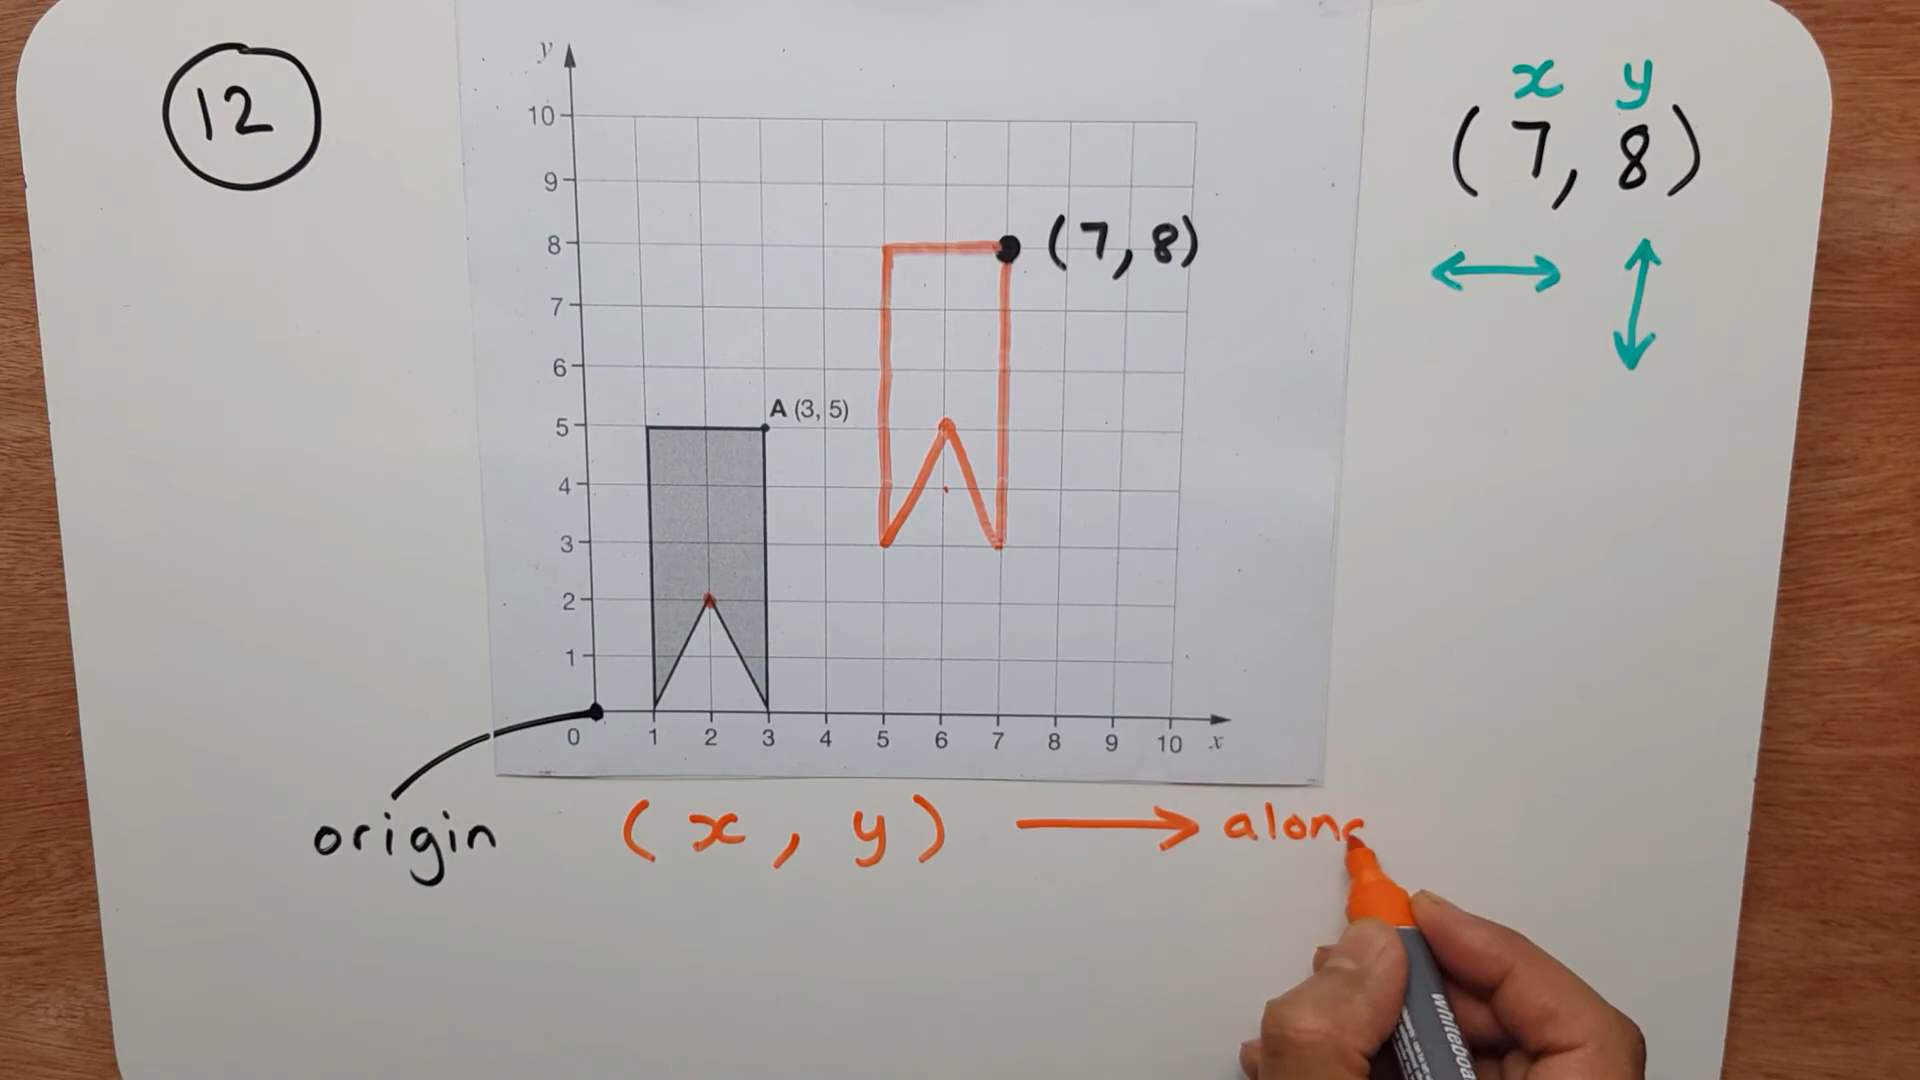 12
y
10
9
8
7
6
5
4
3
2
1
0 1 2 3 4 5 6 7 8 9 10 x
A (3, 5)
(7, 8)
x y
(7, 8)
origin
(x, y) → along